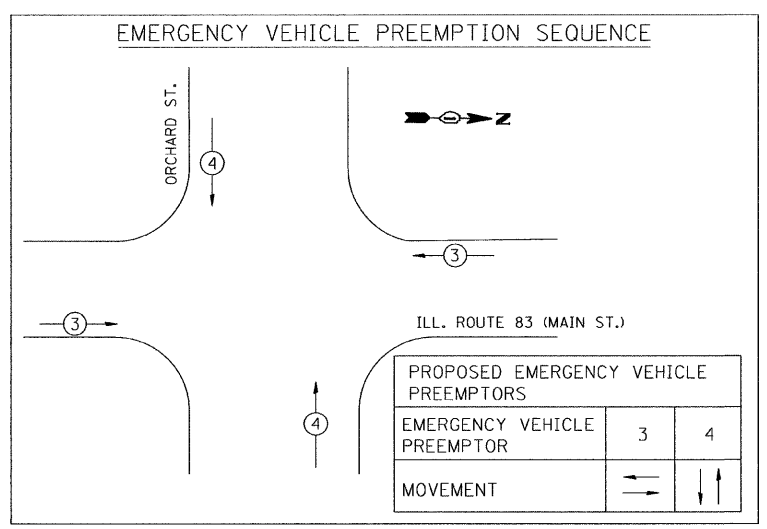 EMERGENCY VEHICLE PREEMPTION SEQUENCE
ORCHARD ST.
N
4
3
3
ILL. ROUTE 83 (MAIN ST.)
4
PROPOSED EMERGENCY VEHICLE
PREEMPTORS
EMERGENCY VEHICLE
PREEMPTOR
3
4
MOVEMENT